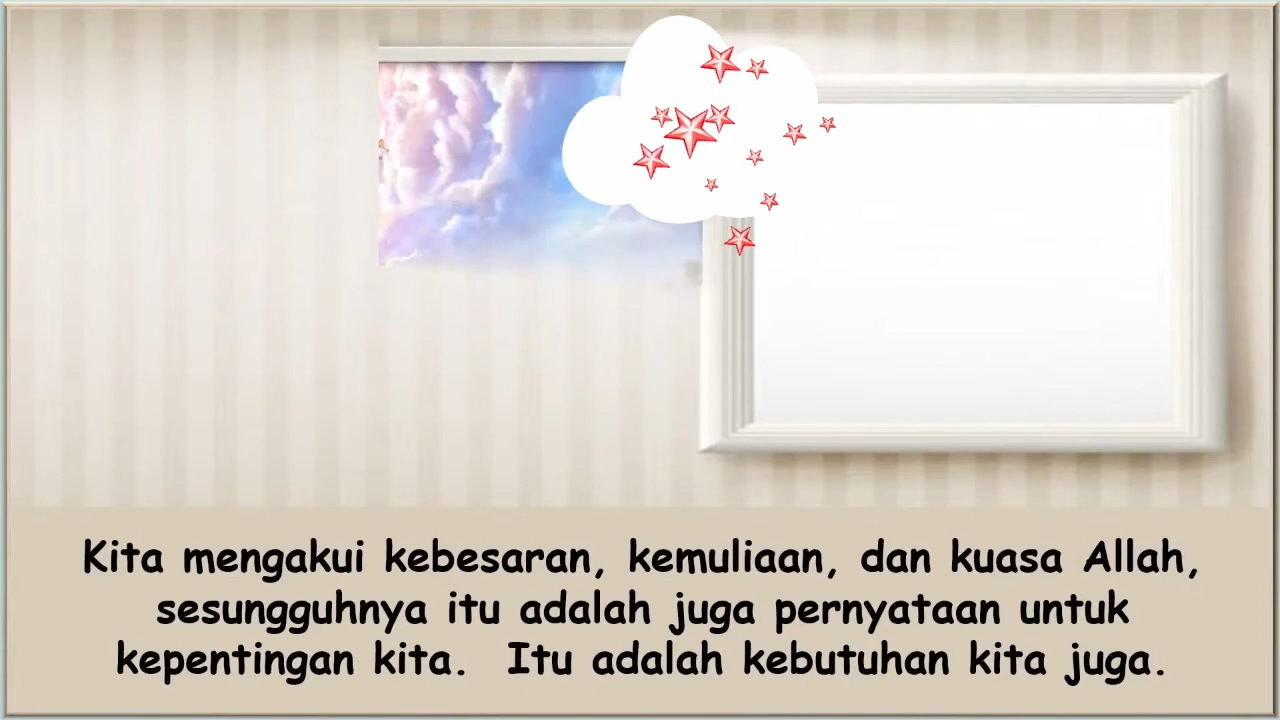 Kita mengakui kebesaran, kemuliaan, dan kuasa Allah,
sesungguhnya itu adalah juga pernyataan untuk
kepentingan kita.  Itu adalah kebutuhan kita juga.